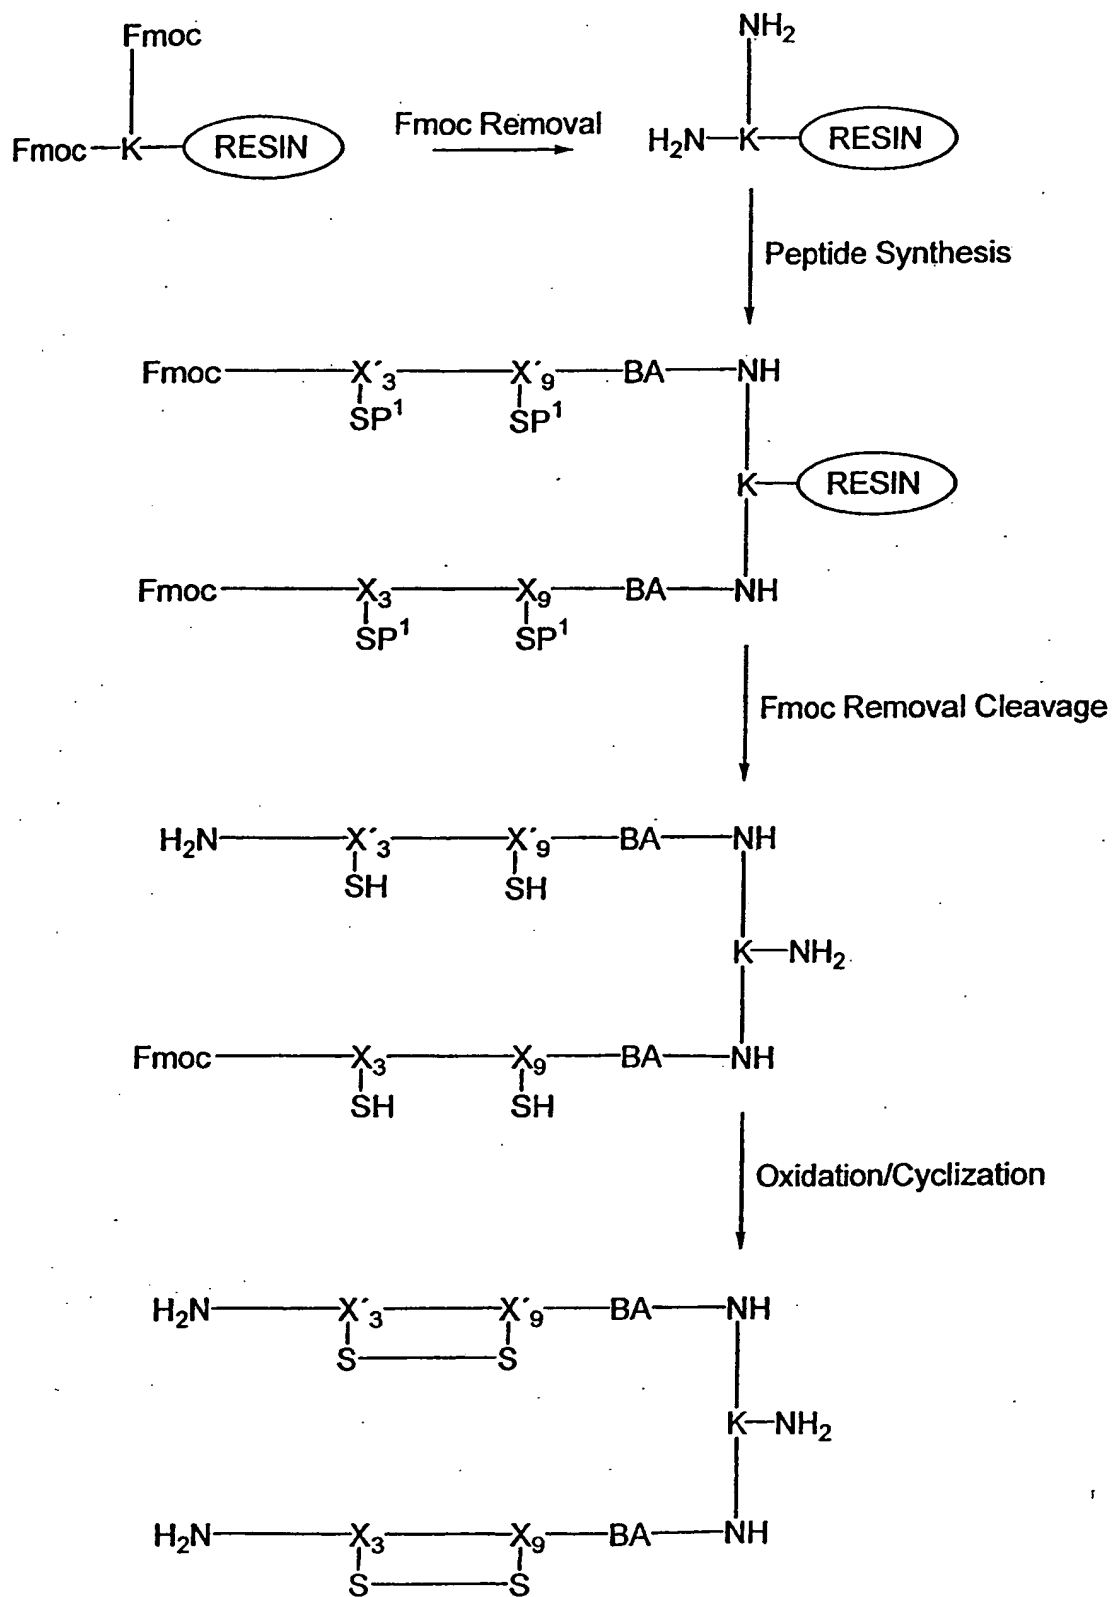 Fmoc NH₂
Fmoc—K—RESIN Fmoc Removal H₂N—K—RESIN
Peptide Synthesis
Fmoc X´₃ X´₉ BA NH
SP¹ SP¹
K—RESIN
Fmoc X₃ X₉ BA NH
SP¹ SP¹
Fmoc Removal Cleavage
H₂N X´₃ X´₉ BA NH
SH SH
K—NH₂
Fmoc X₃ X₉ BA NH
SH SH
Oxidation/Cyclization
H₂N X´₃ X´₉ BA NH
S S
K—NH₂
H₂N X₃ X₉ BA NH
S S